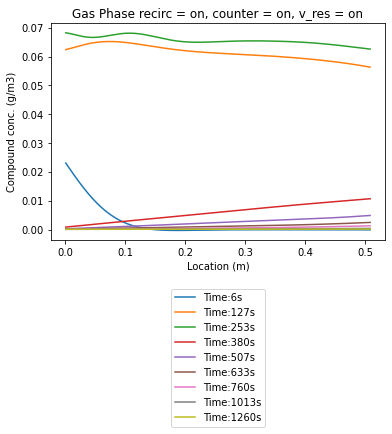 Gas Phase recirc = on, counter = on, v_res = on
Compound conc. (g/m3)
0.07
0.06
0.05
0.04
0.03
0.02
0.01
0.00
0.0 0.1 0.2 0.3 0.4 0.5
Location (m)
Time:6s
Time:127s
Time:253s
Time:380s
Time:507s
Time:633s
Time:760s
Time:1013s
Time:1260s